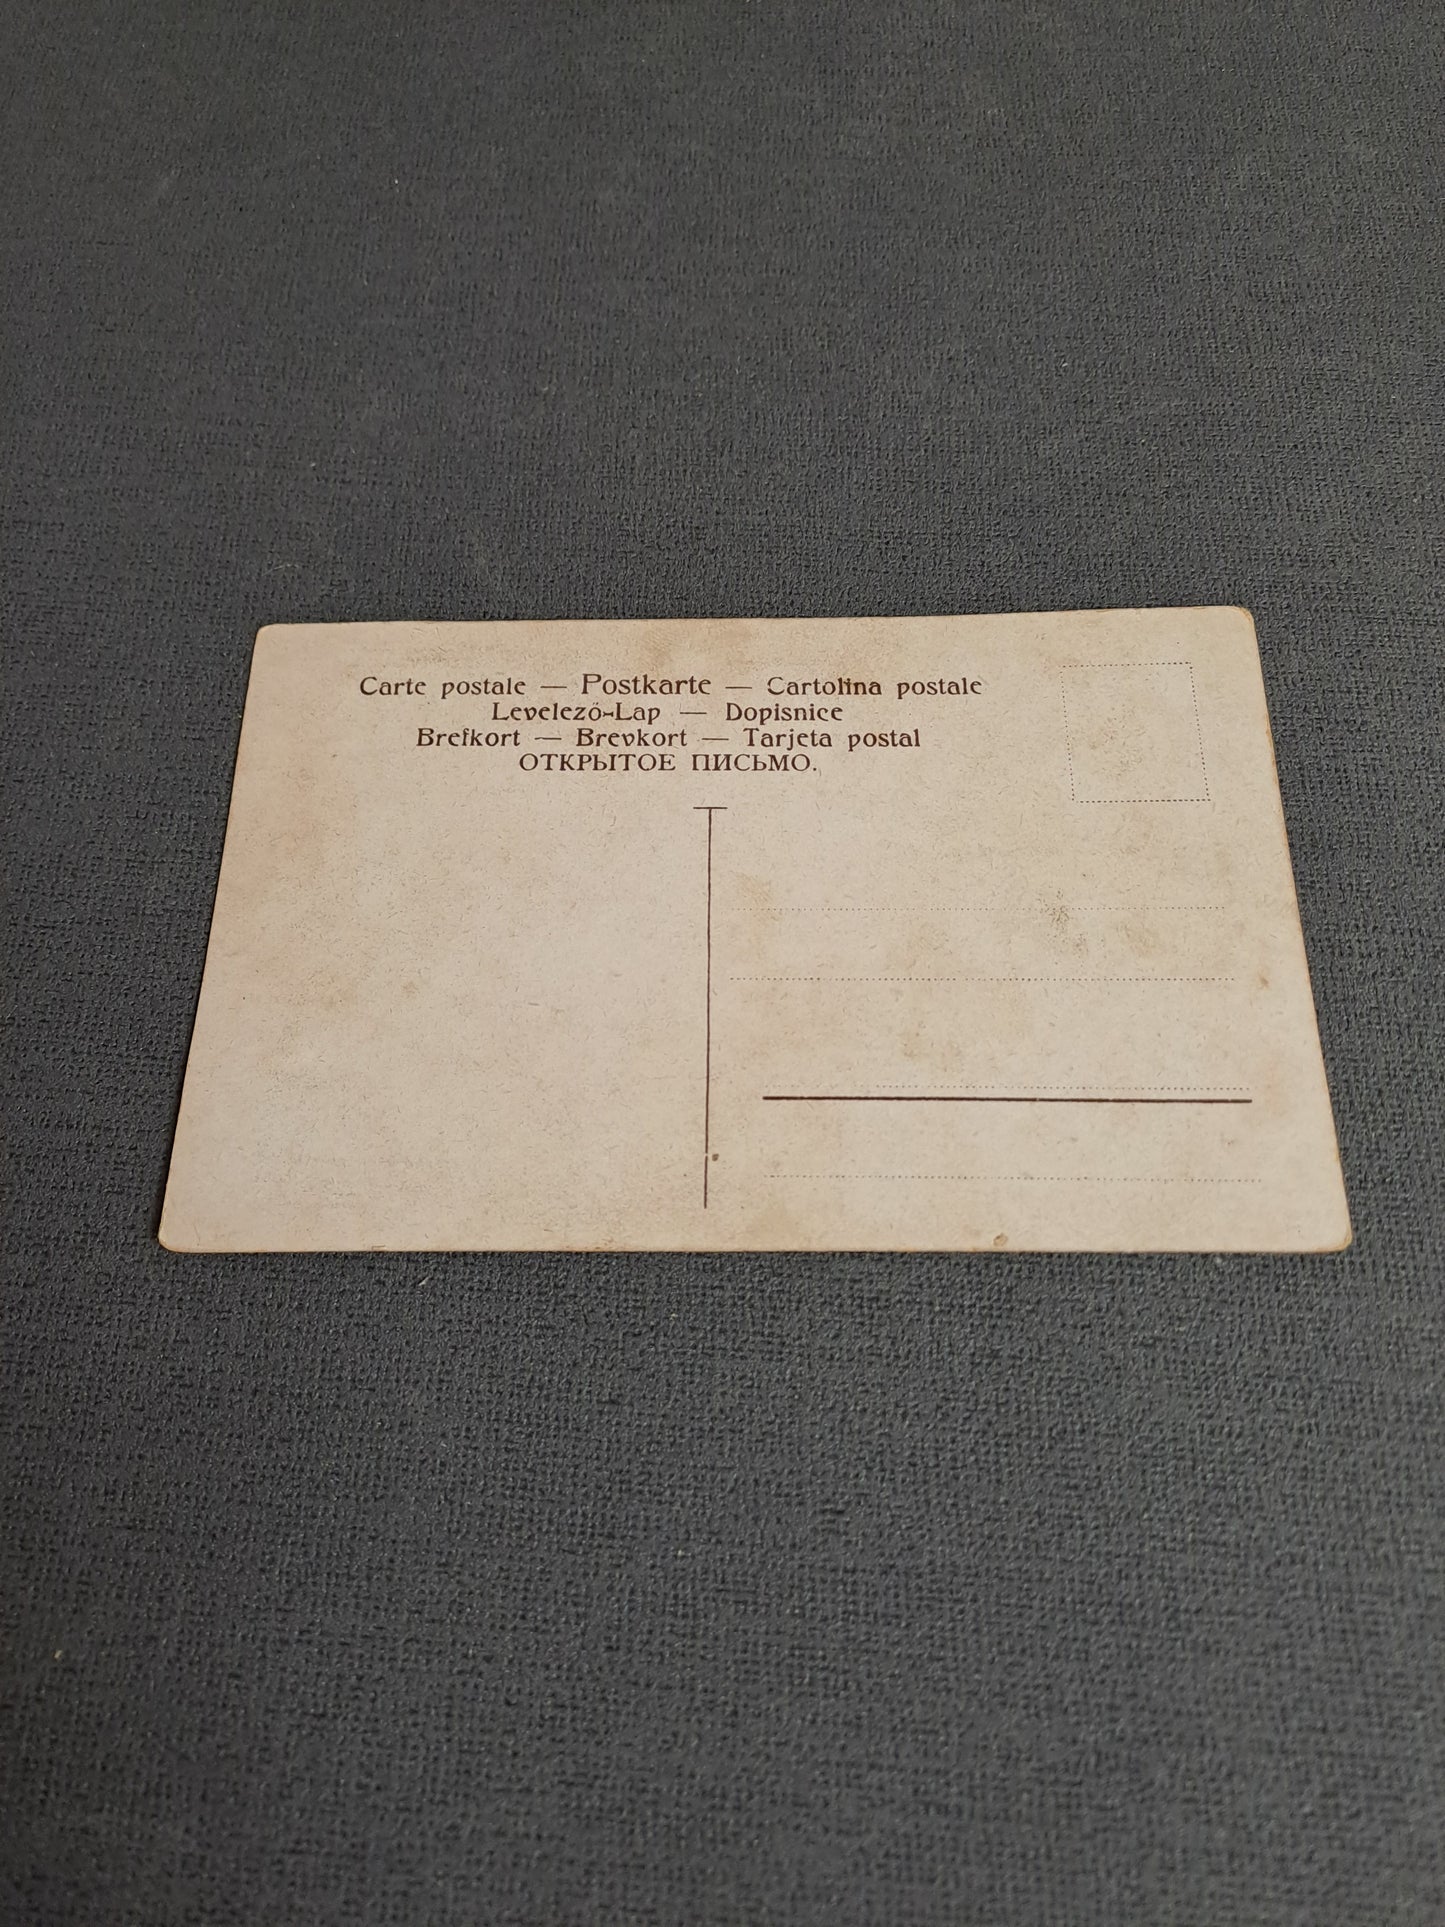 Carte postale — Postkarte — Cartolina postale
Levelező-Lap — Dopisnice
Brefkort — Brevkort — Tarjeta postal
ОТКРЫТОЕ ПИСЬМО.